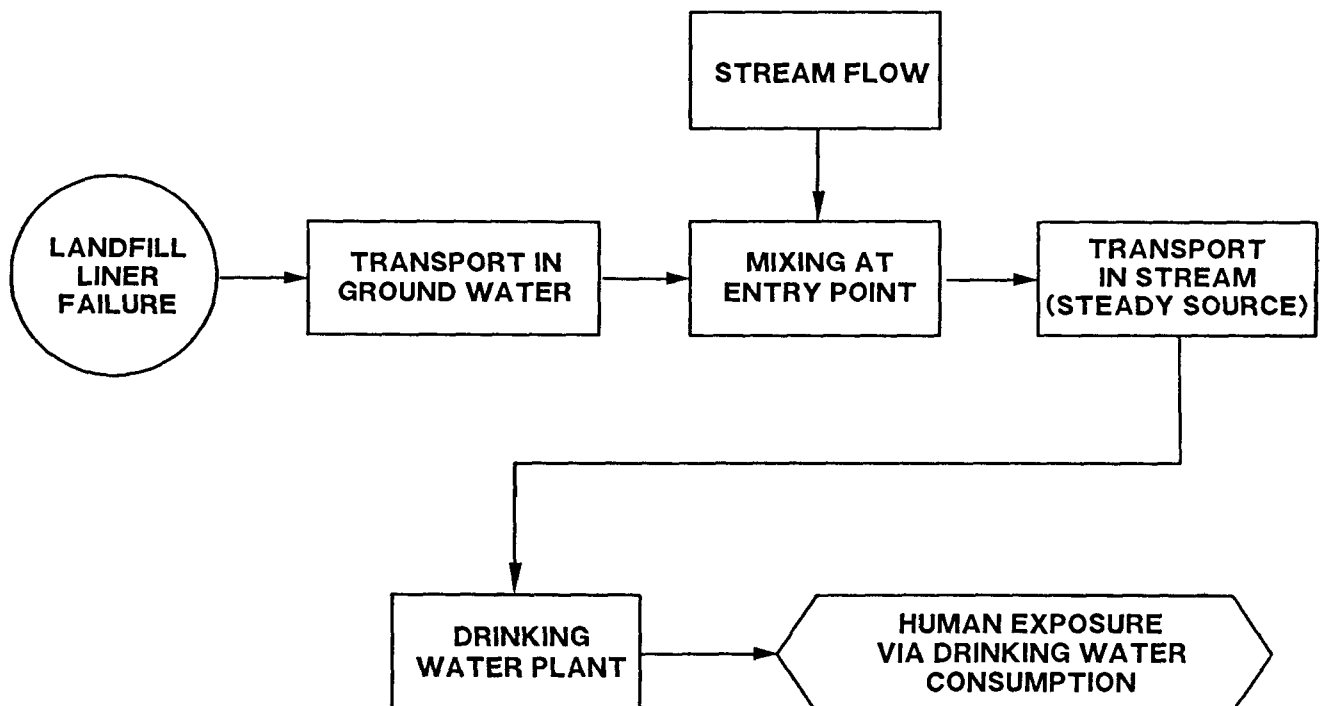 STREAM FLOW
LANDFILL
LINER
FAILURE
TRANSPORT IN
GROUND WATER
MIXING AT
ENTRY POINT
TRANSPORT
IN STREAM
(STEADY SOURCE)
DRINKING
WATER PLANT
HUMAN EXPOSURE
VIA DRINKING WATER
CONSUMPTION